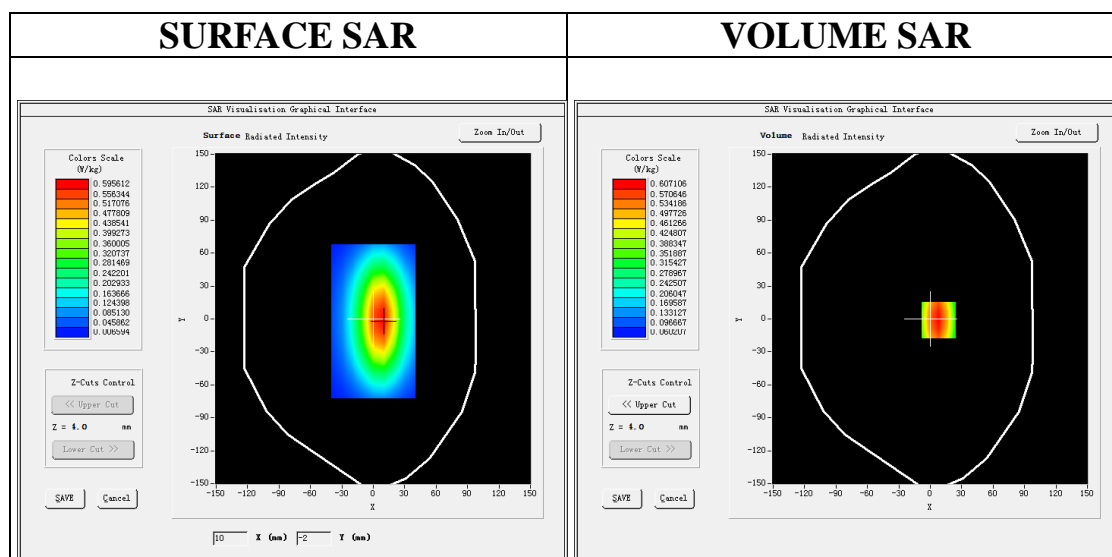 SURFACE SAR
VOLUME SAR
SAR Visualisation Graphical Interface
Surface Radiated Intensity
Zoom In/Out
Colors Scale
(W/kg)
0.595612
0.556344
0.517076
0.477809
0.438541
0.399273
0.360005
0.320737
0.281469
0.242201
0.202933
0.163666
0.124398
0.085130
0.045862
0.006594
150
120
90
60
30
0
-30
-60
-90
-120
-150
Y
-150 -120 -90 -60 -30 0 30 60 90 120 150
X
Z-Cuts Control
<< Upper Cut
Z = 4.0 mm
Lower Cut >>
SAVE Cancel
10 X (mm) -2 Y (mm)
SAR Visualisation Graphical Interface
Volume Radiated Intensity
Zoom In/Out
Colors Scale
(W/kg)
0.607106
0.570646
0.534186
0.497726
0.461266
0.424807
0.388347
0.351887
0.315427
0.278967
0.242507
0.206047
0.169587
0.133127
0.096667
0.060207
150
120
90
60
30
0
-30
-60
-90
-120
-150
Y
-150 -120 -90 -60 -30 0 30 60 90 120 150
X
Z-Cuts Control
<< Upper Cut
Z = 4.0 mm
Lower Cut >>
SAVE Cancel